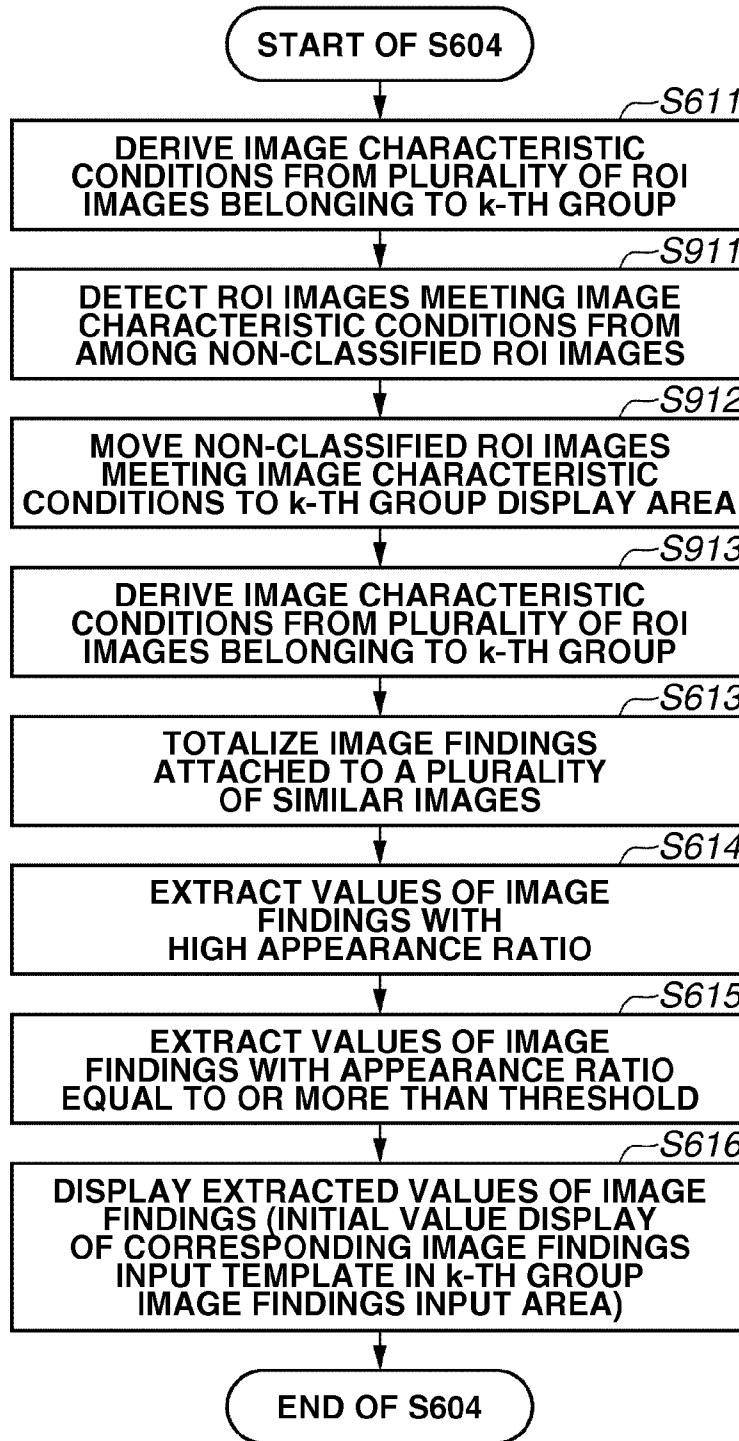 START OF S604
S611
DERIVE IMAGE CHARACTERISTIC
CONDITIONS FROM PLURALITY OF ROI
IMAGES BELONGING TO k-TH GROUP
S911
DETECT ROI IMAGES MEETING IMAGE
CHARACTERISTIC CONDITIONS FROM
AMONG NON-CLASSIFIED ROI IMAGES
S912
MOVE NON-CLASSIFIED ROI IMAGES
MEETING IMAGE CHARACTERISTIC
CONDITIONS TO k-TH GROUP DISPLAY AREA
S913
DERIVE IMAGE CHARACTERISTIC
CONDITIONS FROM PLURALITY OF ROI
IMAGES BELONGING TO k-TH GROUP
S613
TOTALIZE IMAGE FINDINGS
ATTACHED TO A PLURALITY
OF SIMILAR IMAGES
S614
EXTRACT VALUES OF IMAGE
FINDINGS WITH
HIGH APPEARANCE RATIO
S615
EXTRACT VALUES OF IMAGE
FINDINGS WITH APPEARANCE RATIO
EQUAL TO OR MORE THAN THRESHOLD
S616
DISPLAY EXTRACTED VALUES OF IMAGE
FINDINGS (INITIAL VALUE DISPLAY
OF CORRESPONDING IMAGE FINDINGS
INPUT TEMPLATE IN k-TH GROUP
IMAGE FINDINGS INPUT AREA)
END OF S604